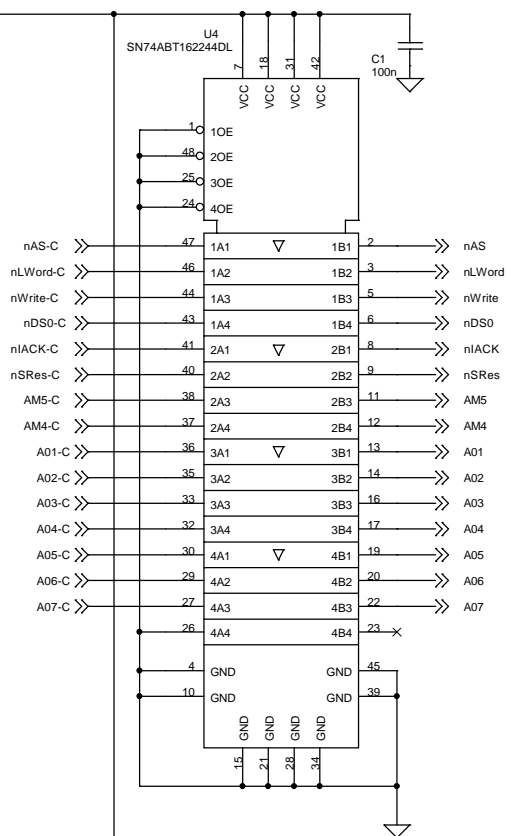 U4
SN74ABT162244DL
7 18 31 42
VCC VCC VCC VCC
C1
100n
1 1OE
48 2OE
25 3OE
24 4OE
nAS-C 47 1A1 1B1 2 nAS
nLWord-C 46 1A2 1B2 3 nLWord
nWrite-C 44 1A3 1B3 5 nWrite
nDS0-C 43 1A4 1B4 6 nDS0
nIACK-C 41 2A1 2B1 8 nIACK
nSRes-C 40 2A2 2B2 9 nSRes
AM5-C 38 2A3 2B3 11 AM5
AM4-C 37 2A4 2B4 12 AM4
A01-C 36 3A1 3B1 13 A01
A02-C 35 3A2 3B2 14 A02
A03-C 33 3A3 3B3 16 A03
A04-C 32 3A4 3B4 17 A04
A05-C 30 4A1 4B1 19 A05
A06-C 29 4A2 4B2 20 A06
A07-C 27 4A3 4B3 22 A07
26 4A4 4B4 23
4 GND GND 45
10 GND GND 39
GND GND GND GND
15 21 28 34